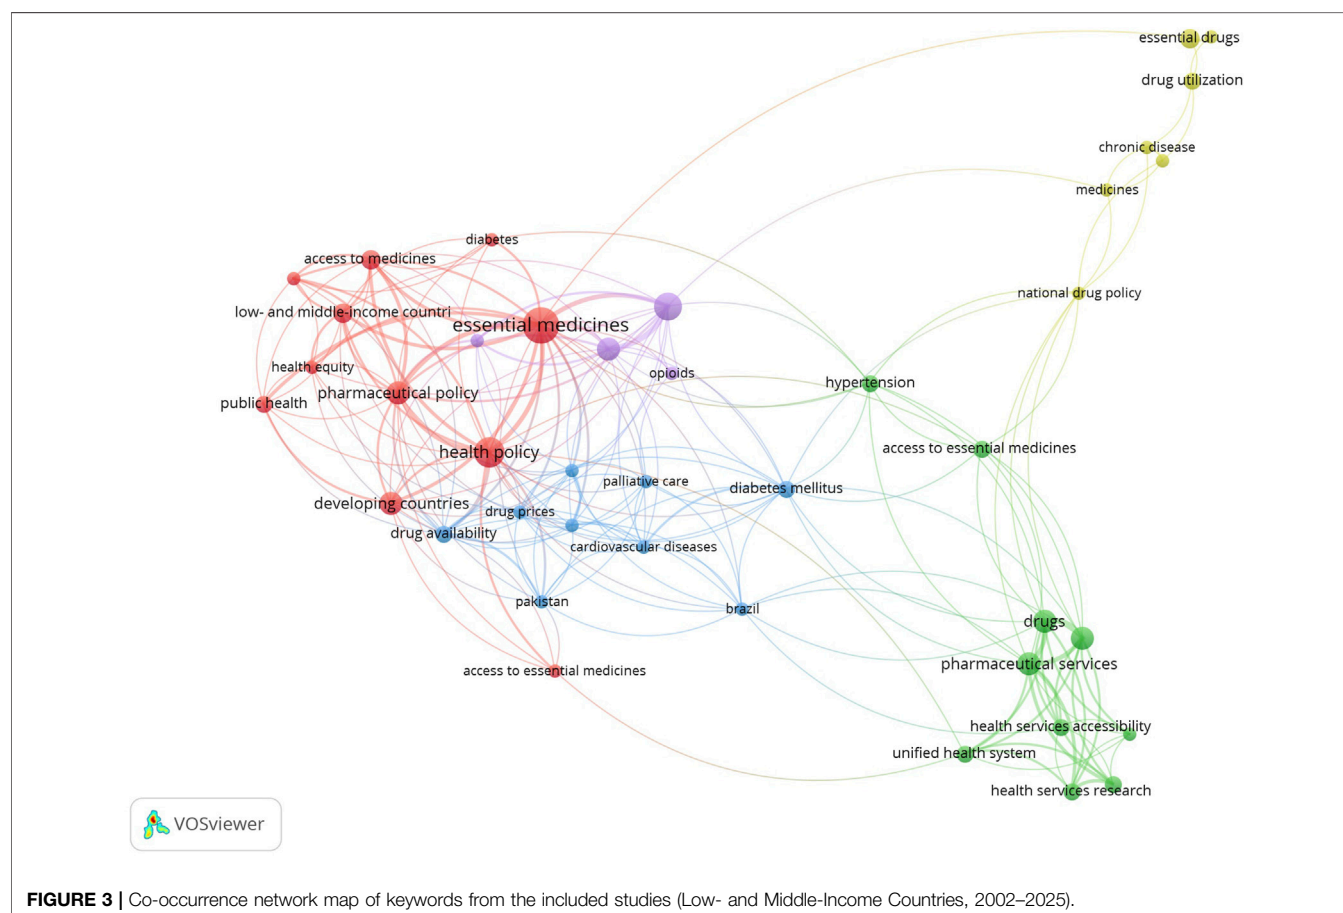 essential drugs
drug utilization
chronic disease
medicines
diabetes
access to medicines
national drug policy
low- and middle-income countri
essential medicines
health equity
opioids
hypertension
pharmaceutical policy
public health
health policy
access to essential medicines
palliative care
diabetes mellitus
developing countries
drug prices
drug availability
cardiovascular diseases
pakistan
brazil
drugs
pharmaceutical services
access to essential medicines
health services accessibility
unified health system
health services research
VOSviewer
FIGURE 3 | Co-occurrence network map of keywords from the included studies (Low- and Middle-Income Countries, 2002–2025).